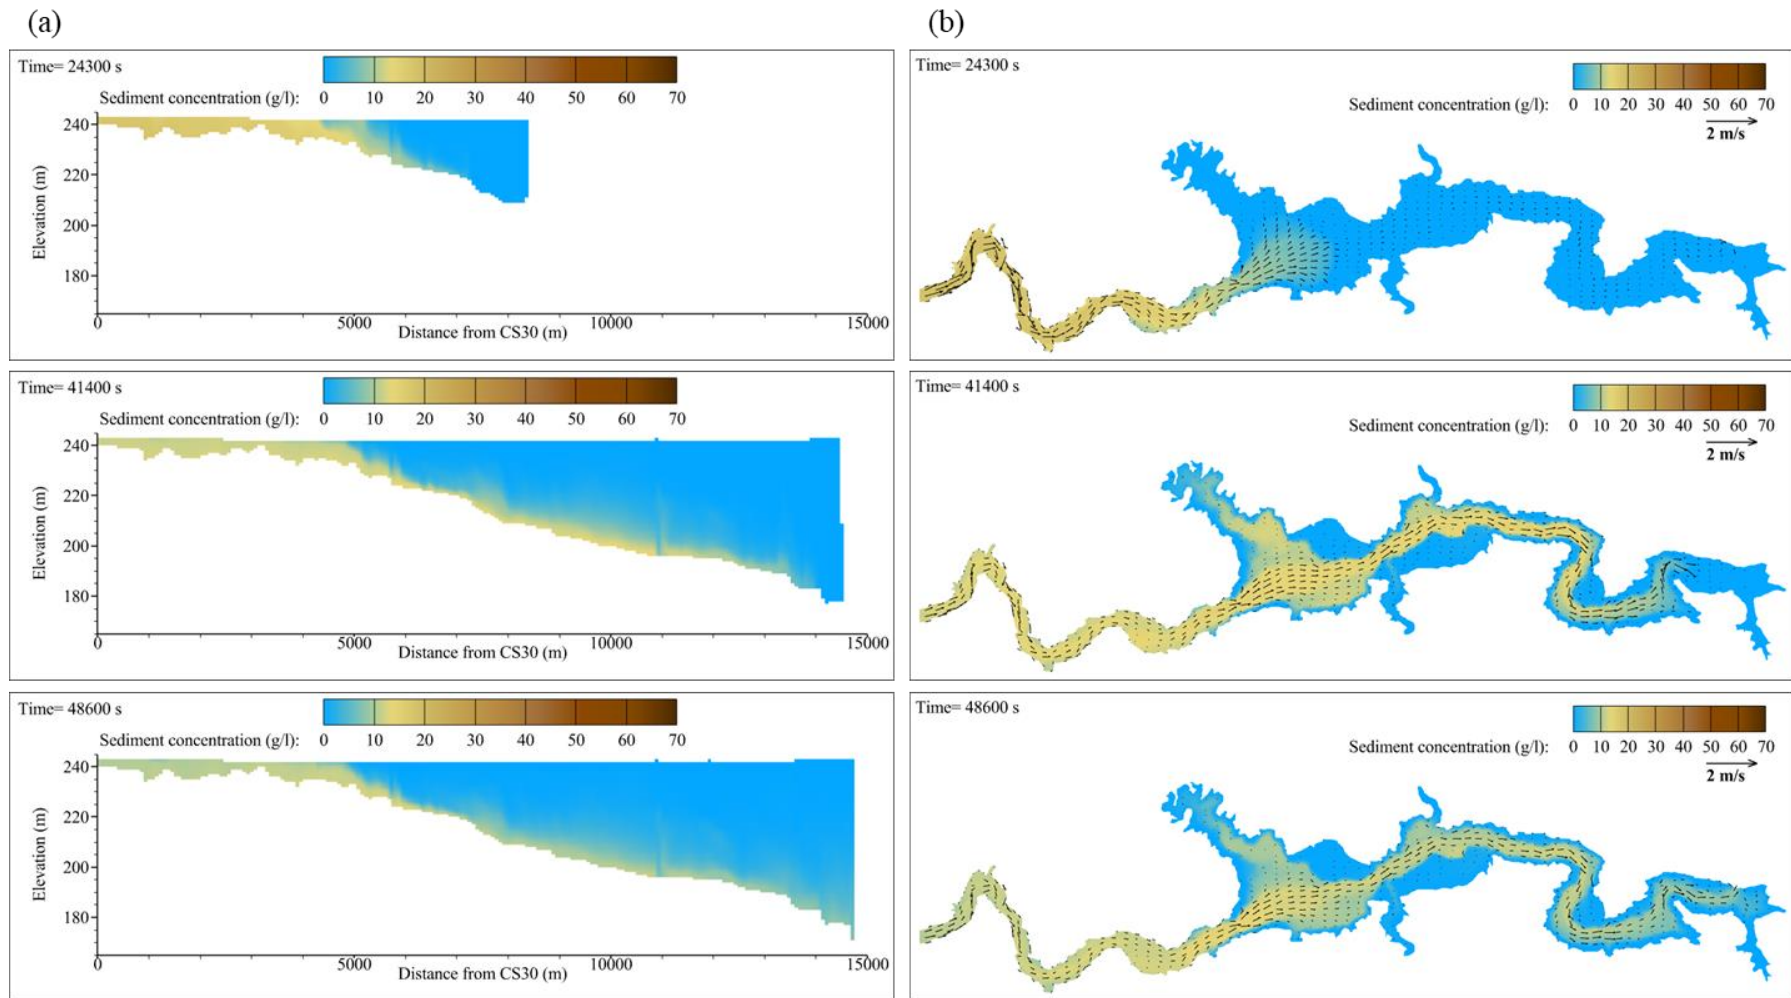 (a)
(b)
Time= 24300 s
Sediment concentration (g/l): 0 10 20 30 40 50 60 70
Elevation (m)
240
220
200
180
0 5000 10000 15000
Distance from CS30 (m)
Time= 24300 s
Sediment concentration (g/l): 0 10 20 30 40 50 60 70
2 m/s
Time= 41400 s
Sediment concentration (g/l): 0 10 20 30 40 50 60 70
Elevation (m)
240
220
200
180
0 5000 10000 15000
Distance from CS30 (m)
Time= 41400 s
Sediment concentration (g/l): 0 10 20 30 40 50 60 70
2 m/s
Time= 48600 s
Sediment concentration (g/l): 0 10 20 30 40 50 60 70
Elevation (m)
240
220
200
180
0 5000 10000 15000
Distance from CS30 (m)
Time= 48600 s
Sediment concentration (g/l): 0 10 20 30 40 50 60 70
2 m/s